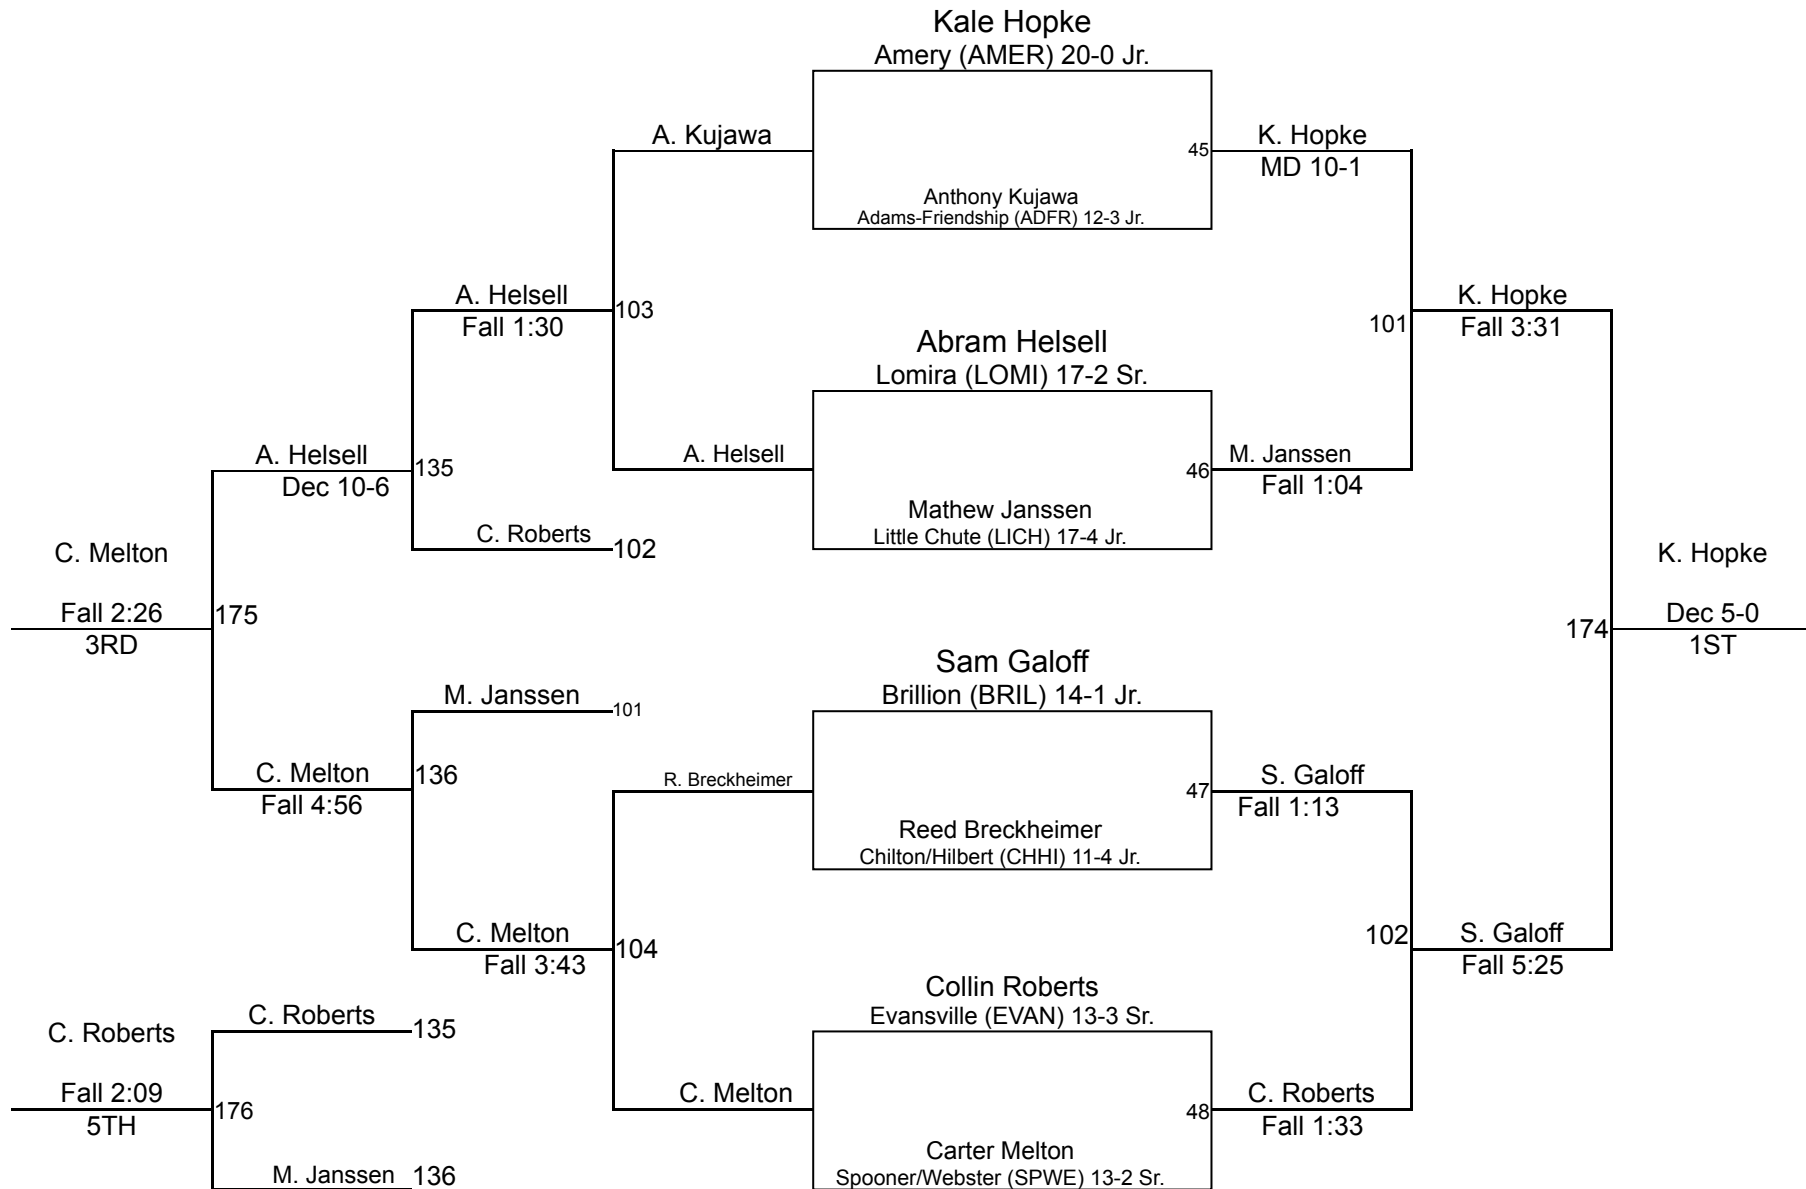 Kale Hopke
Amery (AMER) 20-0 Jr.
A. Kujawa
45
K. Hopke
MD 10-1
Anthony Kujawa
Adams-Friendship (ADFR) 12-3 Jr.
A. Helsell
Fall 1:30
103
101
K. Hopke
Fall 3:31
Abram Helsell
Lomira (LOMI) 17-2 Sr.
A. Helsell
Dec 10-6
135
A. Helsell
46
M. Janssen
Fall 1:04
Mathew Janssen
Little Chute (LICH) 17-4 Jr.
C. Roberts
102
C. Melton
Fall 2:26
3RD
175
174
K. Hopke
Dec 5-0
1ST
Sam Galoff
Brillion (BRIL) 14-1 Jr.
M. Janssen
101
C. Melton
Fall 4:56
136
R. Breckheimer
47
S. Galoff
Fall 1:13
Reed Breckheimer
Chilton/Hilbert (CHHI) 11-4 Jr.
C. Melton
Fall 3:43
104
102
S. Galoff
Fall 5:25
Collin Roberts
Evansville (EVAN) 13-3 Sr.
C. Roberts
135
C. Roberts
Fall 2:09
5TH
176
C. Melton
48
C. Roberts
Fall 1:33
Carter Melton
Spooner/Webster (SPWE) 13-2 Sr.
M. Janssen
136